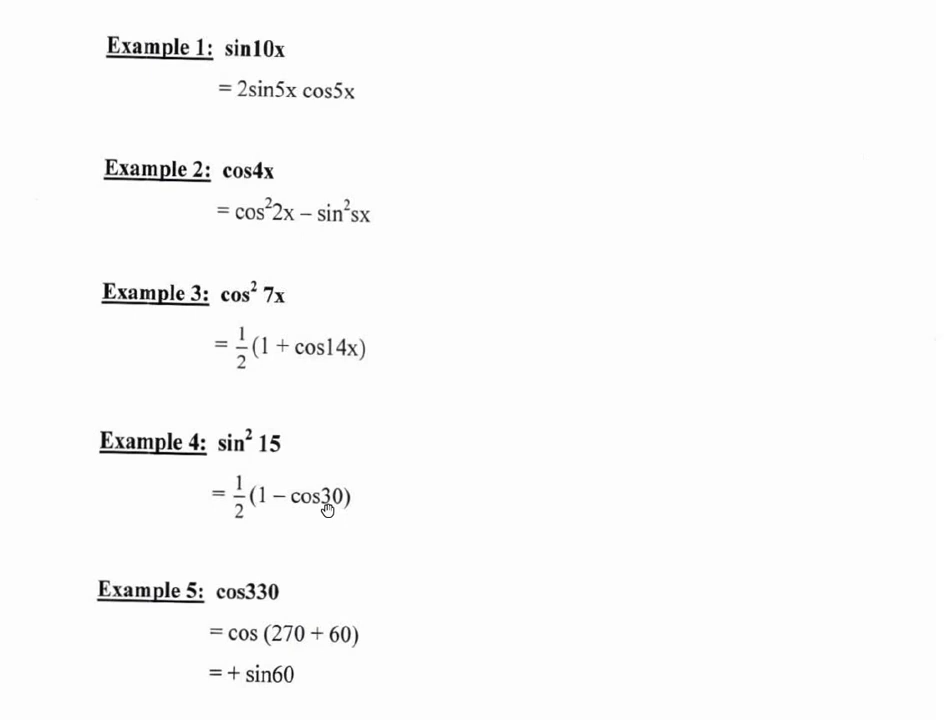 Example 1: sin10x
= 2sin5x cos5x
Example 2: cos4x
= cos²2x – sin²sx
Example 3: cos² 7x
= 1/2 (1 + cos14x)
Example 4: sin² 15
= 1/2 (1 – cos30)
Example 5: cos330
= cos (270 + 60)
= + sin60